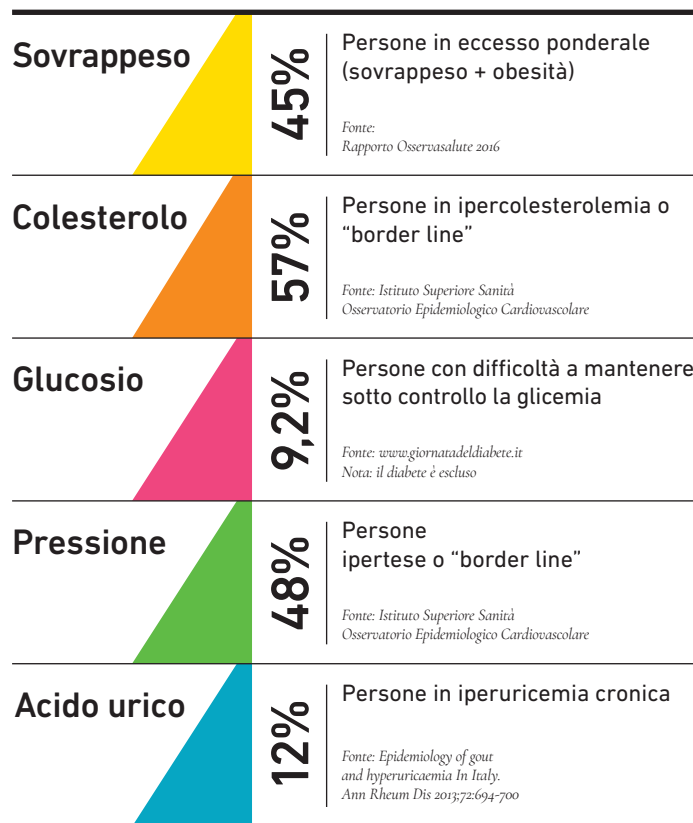 Sovrappeso
45%
Persone in eccesso ponderale
(sovrappeso + obesità)
Fonte:
Rapporto Osservasalute 2016
Colesterolo
57%
Persone in ipercolesterolemia o
“border line”
Fonte: Istituto Superiore Sanità
Osservatorio Epidemiologico Cardiovascolare
Glucosio
9,2%
Persone con difficoltà a mantenere
sotto controllo la glicemia
Fonte: www.giornatadeldiabete.it
Nota: il diabete è escluso
Pressione
48%
Persone
ipertese o “border line”
Fonte: Istituto Superiore Sanità
Osservatorio Epidemiologico Cardiovascolare
Acido urico
12%
Persone in iperuricemia cronica
Fonte: Epidemiology of gout
and hyperuricaemia In Italy.
Ann Rheum Dis 2013;72:694-700